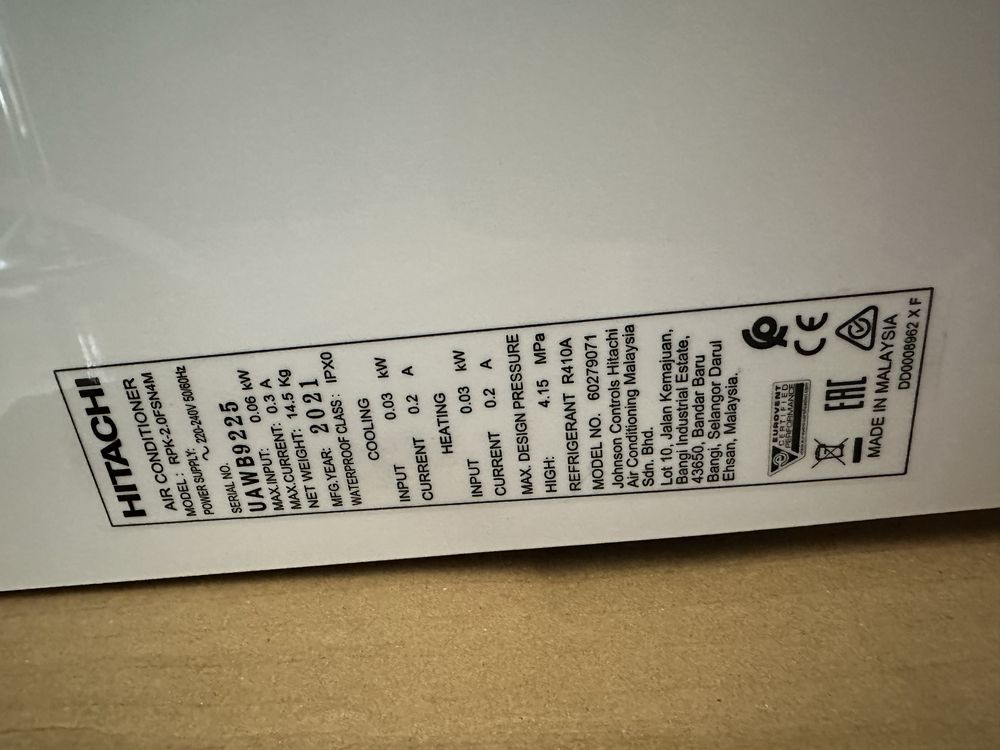 HITACHI
AIR CONDITIONER
MODEL : RPK-2.0FSN4M
POWER SUPPLY: ~ 220-240V 50/60Hz
SERIAL NO.
UAWB9225
MAX.INPUT: 0.06 kW
MAX.CURRENT: 0.3 A
NET WEIGHT: 14.5 Kg
MFG.YEAR: 2021
WATERPROOF CLASS: IPX0
COOLING
INPUT 0.03 kW
CURRENT 0.2 A
HEATING
INPUT 0.03 kW
CURRENT 0.2 A
MAX. DESIGN PRESSURE
HIGH: 4.15 MPa
REFRIGERANT R410A
MODEL NO. 60279071
Johnson Controls Hitachi
Air Conditioning Malaysia
Sdn. Bhd.
Lot 10, Jalan Kemajuan,
Bangi Industrial Estate,
43650, Bandar Baru
Bangi, Selangor Darul
Ehsan, Malaysia.
EUROVENT
CERTIFIED
PERFORMANCE
CE
EAC
MADE IN MALAYSIA
DD0008962 X F